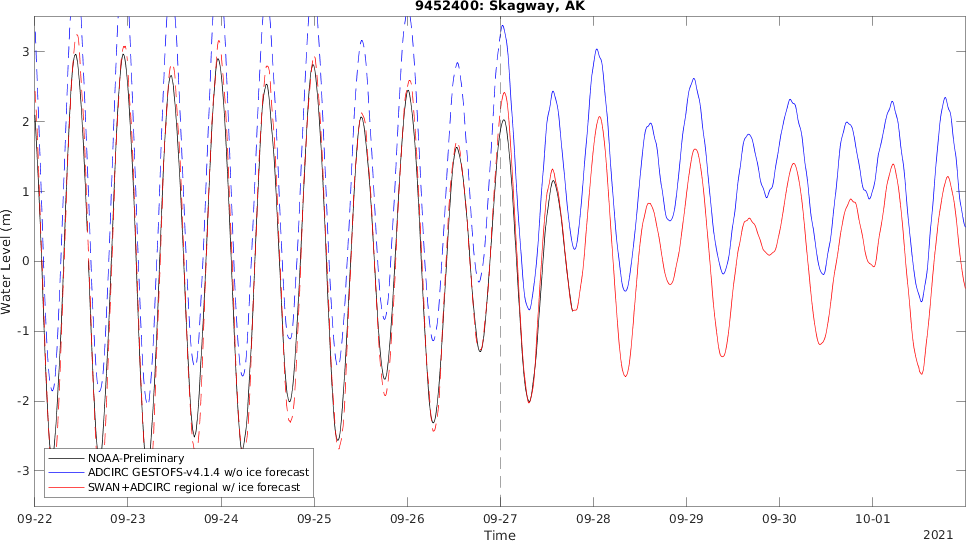 9452400: Skagway, AK
Water Level (m)
3
2
1
0
-1
-2
-3
NOAA-Preliminary
ADCIRC GESTOFS-v4.1.4 w/o ice forecast
SWAN+ADCIRC regional w/ ice forecast
09-22 09-23 09-24 09-25 09-26 09-27 09-28 09-29 09-30 10-01
Time
2021